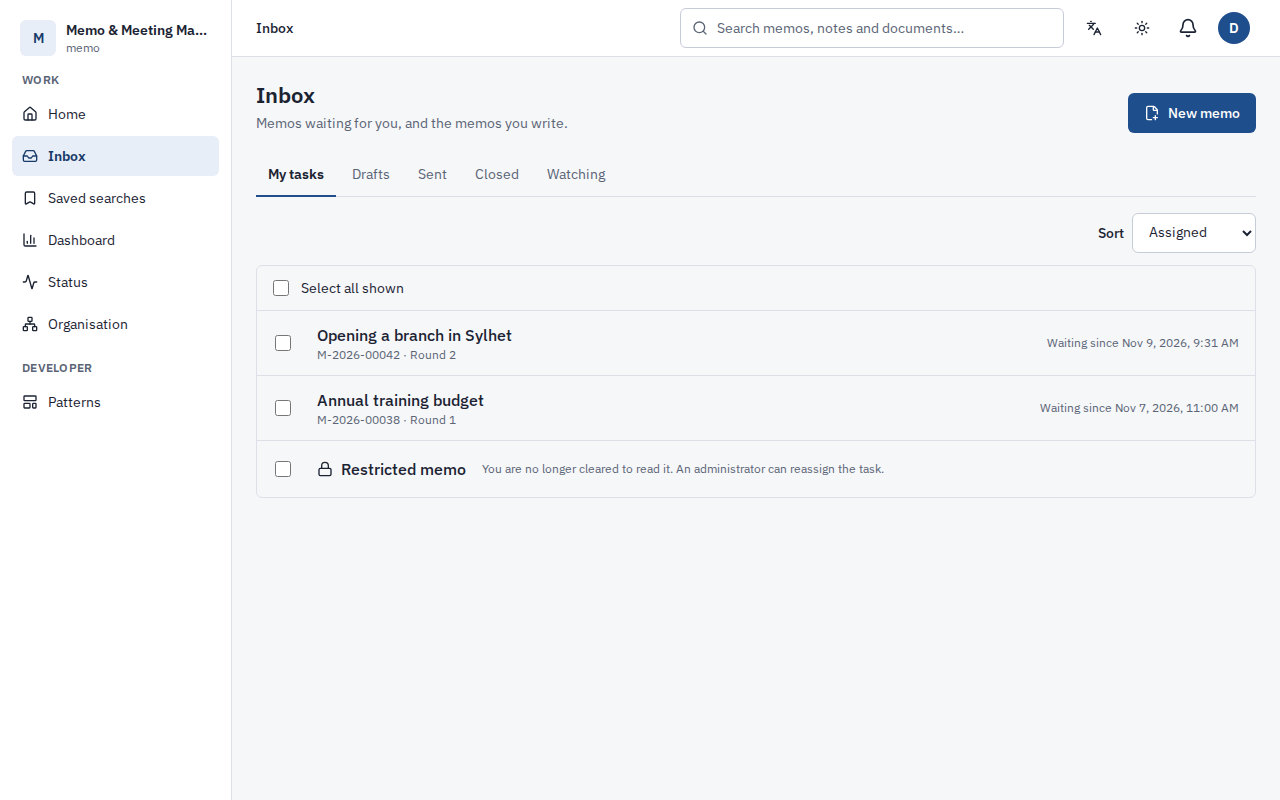 M
Memo & Meeting Ma...
memo
WORK
Home
Inbox
Saved searches
Dashboard
Status
Organisation
DEVELOPER
Patterns
Inbox
Search memos, notes and documents...
D
Inbox
Memos waiting for you, and the memos you write.
New memo
My tasks Drafts Sent Closed Watching
Sort Assigned
Select all shown
Opening a branch in Sylhet
M-2026-00042 · Round 2
Waiting since Nov 9, 2026, 9:31 AM
Annual training budget
M-2026-00038 · Round 1
Waiting since Nov 7, 2026, 11:00 AM
Restricted memo You are no longer cleared to read it. An administrator can reassign the task.